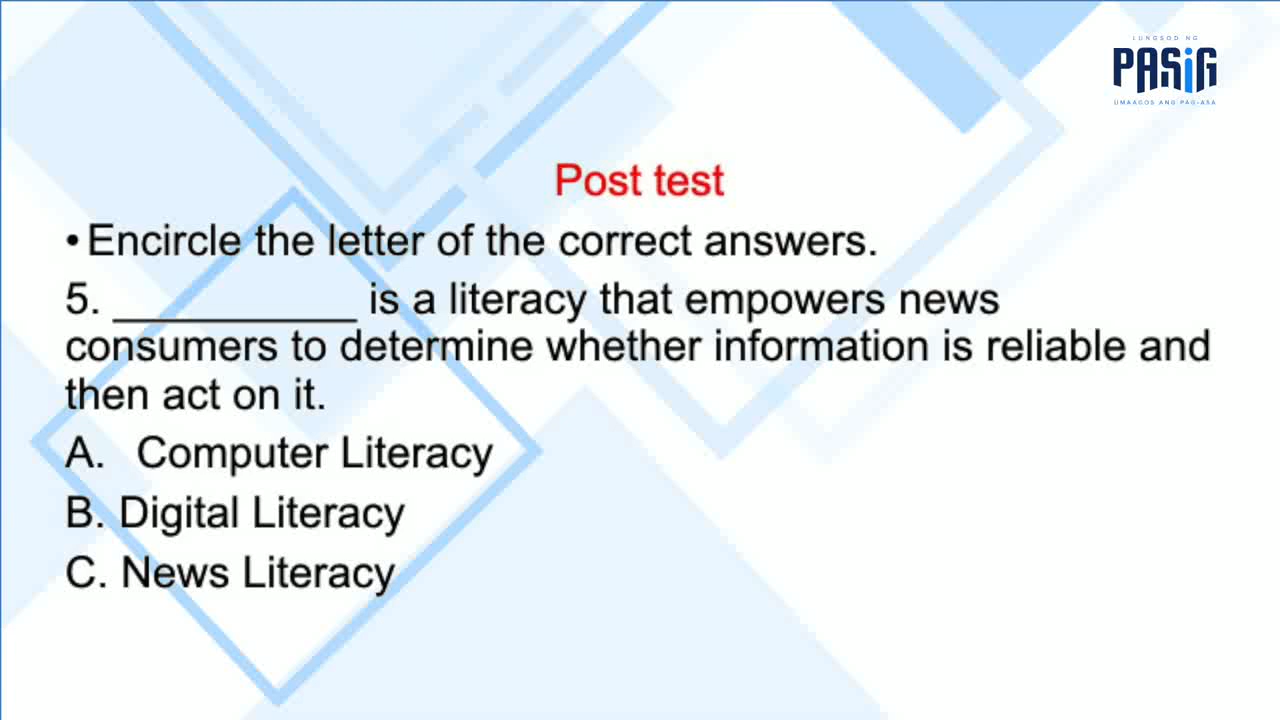 LUNGSOD NG
PASiG
UMAAGOS ANG PAG-ASA
Post test
• Encircle the letter of the correct answers.
5. __________ is a literacy that empowers news
consumers to determine whether information is reliable and
then act on it.
A. Computer Literacy
B. Digital Literacy
C. News Literacy